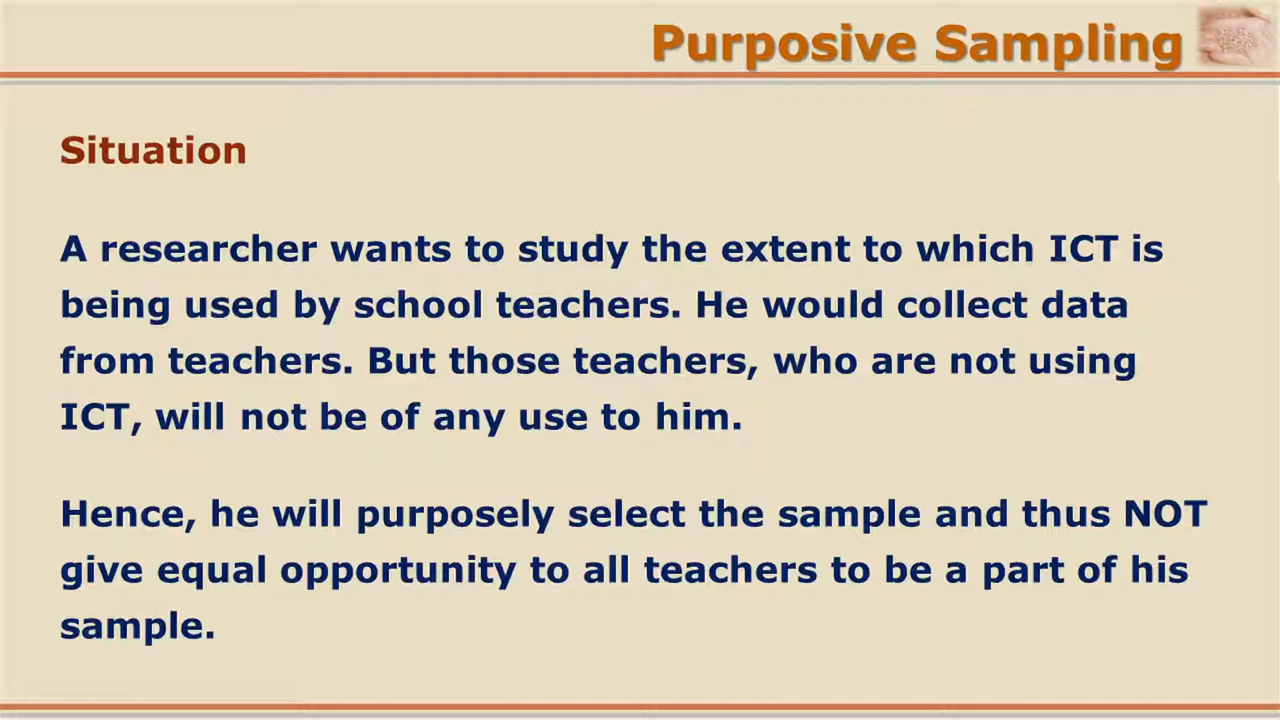 Purposive Sampling
Situation
A researcher wants to study the extent to which ICT is
being used by school teachers. He would collect data
from teachers. But those teachers, who are not using
ICT, will not be of any use to him.
Hence, he will purposely select the sample and thus NOT
give equal opportunity to all teachers to be a part of his
sample.